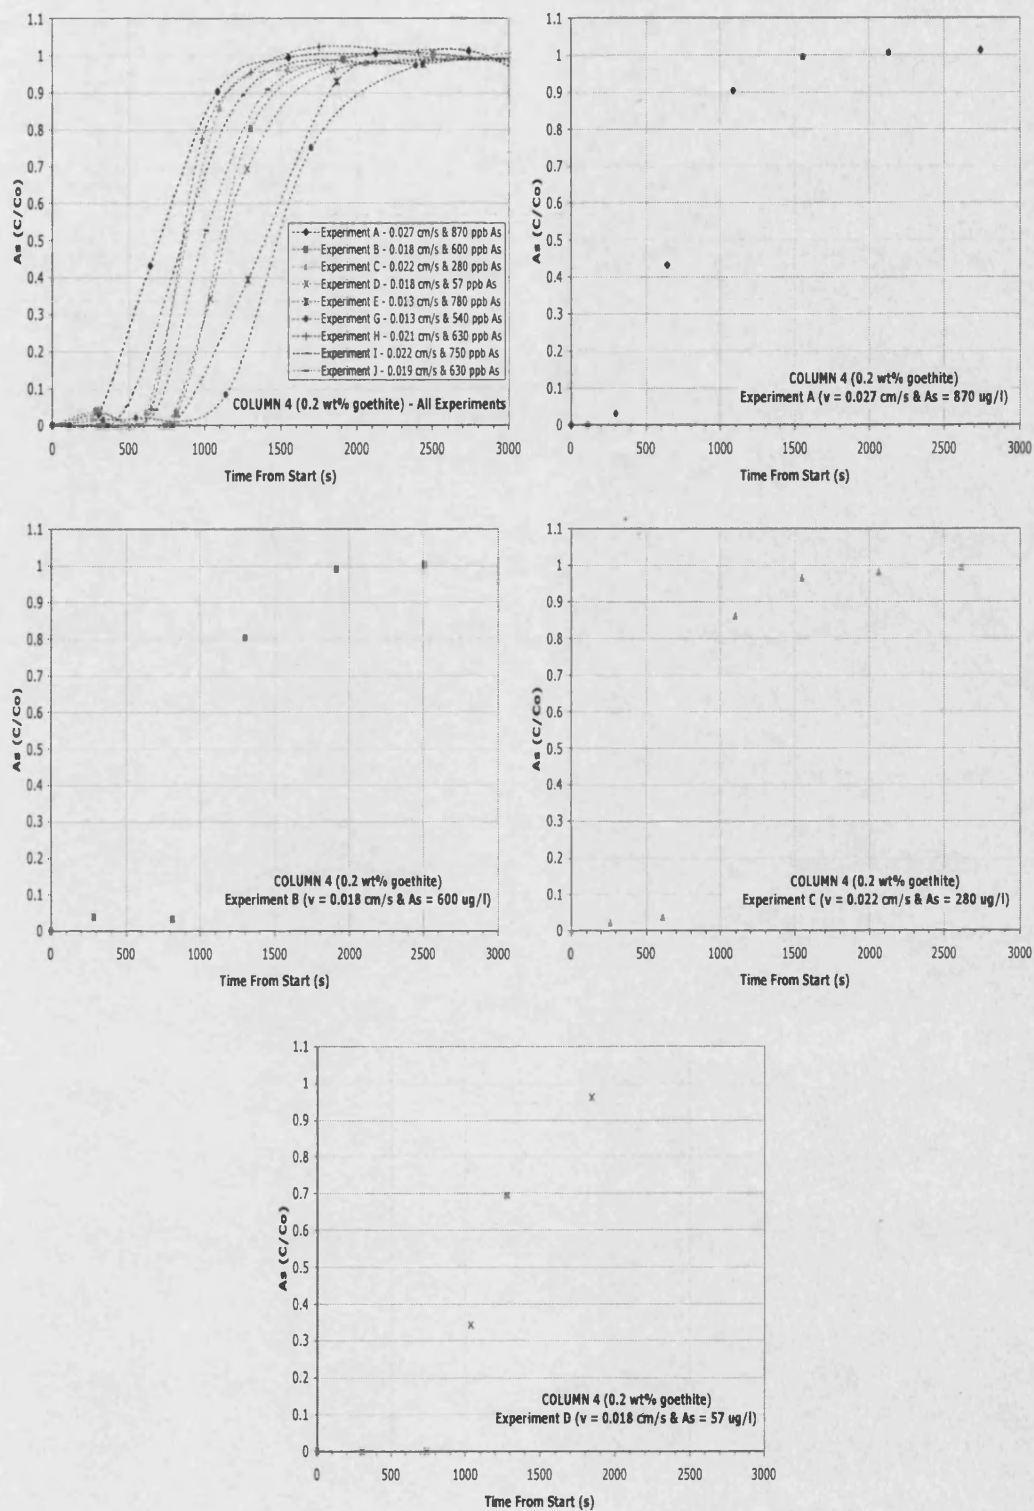 1.1
1
0.9
0.8
0.7
0.6
0.5
0.4
0.3
0.2
0.1
0
As (C/Co)
0 500 1000 1500 2000 2500 3000
Time From Start (s)
Experiment A - 0.027 cm/s & 870 ppb As
Experiment B - 0.018 cm/s & 600 ppb As
Experiment C - 0.022 cm/s & 280 ppb As
Experiment D - 0.018 cm/s & 57 ppb As
Experiment E - 0.013 cm/s & 780 ppb As
Experiment G - 0.013 cm/s & 540 ppb As
Experiment H - 0.021 cm/s & 630 ppb As
Experiment I - 0.022 cm/s & 750 ppb As
Experiment J - 0.019 cm/s & 630 ppb As
COLUMN 4 (0.2 wt% goethite) - All Experiments
1.1
1
0.9
0.8
0.7
0.6
0.5
0.4
0.3
0.2
0.1
0
As (C/Co)
0 500 1000 1500 2000 2500 3000
Time From Start (s)
COLUMN 4 (0.2 wt% goethite)
Experiment A (v = 0.027 cm/s & As = 870 ug/l)
1.1
1
0.9
0.8
0.7
0.6
0.5
0.4
0.3
0.2
0.1
0
As (C/Co)
0 500 1000 1500 2000 2500 3000
Time From Start (s)
COLUMN 4 (0.2 wt% goethite)
Experiment B (v = 0.018 cm/s & As = 600 ug/l)
1.1
1
0.9
0.8
0.7
0.6
0.5
0.4
0.3
0.2
0.1
0
As (C/Co)
0 500 1000 1500 2000 2500 3000
Time From Start (s)
COLUMN 4 (0.2 wt% goethite)
Experiment C (v = 0.022 cm/s & As = 280 ug/l)
1.1
1
0.9
0.8
0.7
0.6
0.5
0.4
0.3
0.2
0.1
0
As (C/Co)
0 500 1000 1500 2000 2500 3000
Time From Start (s)
COLUMN 4 (0.2 wt% goethite)
Experiment D (v = 0.018 cm/s & As = 57 ug/l)